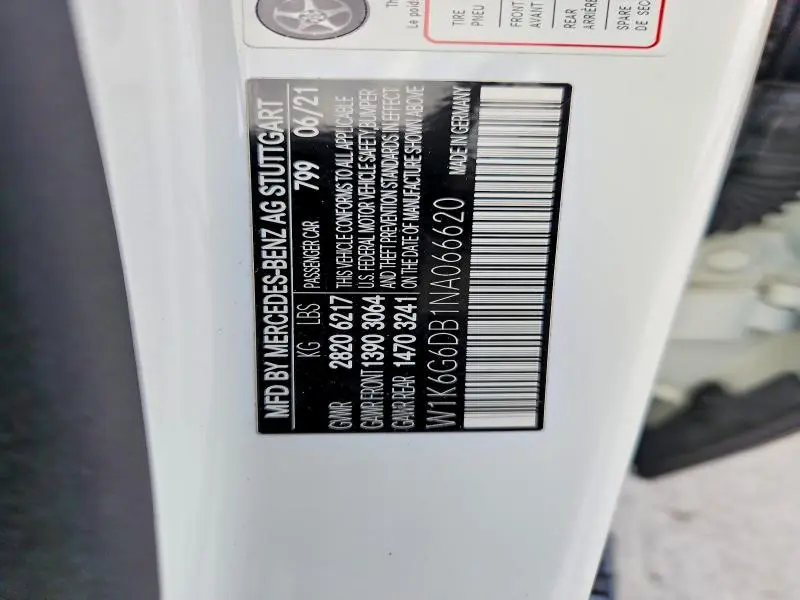 Th
Le poids
TIRE
PNEU
FRONT
AVANT
REAR
ARRIÈRE
SPARE
DE SEC
MFD BY MERCEDES-BENZ AG STUTTGART
KG LBS PASSENGER CAR 799 06/21
GVWR 2820 6217
GAWR FRONT 1390 3064
GAWR REAR 1470 3241
THIS VEHICLE CONFORMS TO ALL APPLICABLE
U.S. FEDERAL MOTOR VEHICLE SAFETY BUMPER
AND THEFT PREVENTION STANDARDS IN EFFECT
ON THE DATE OF MANUFACTURE SHOWN ABOVE
W1K6G6DB1NA066620 MADE IN GERMANY